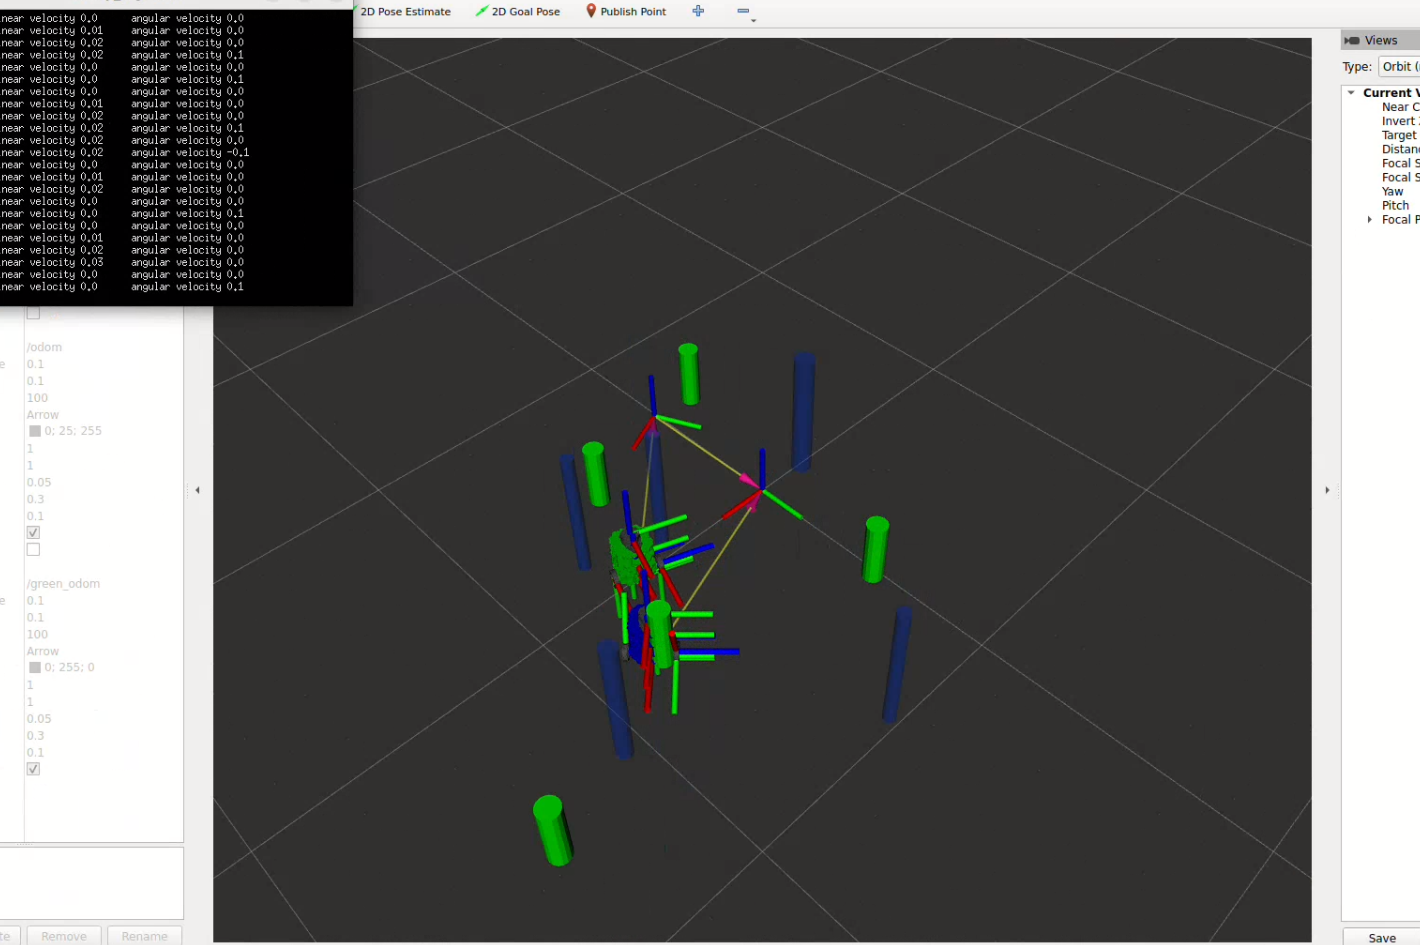 2D Pose Estimate
2D Goal Pose
Publish Point
near velocity 0.0 angular velocity 0.0
near velocity 0.01 angular velocity 0.0
near velocity 0.02 angular velocity 0.0
near velocity 0.02 angular velocity 0.1
near velocity 0.0 angular velocity 0.0
near velocity 0.0 angular velocity 0.1
near velocity 0.0 angular velocity 0.0
near velocity 0.01 angular velocity 0.0
near velocity 0.02 angular velocity 0.0
near velocity 0.02 angular velocity 0.1
near velocity 0.02 angular velocity 0.0
near velocity 0.02 angular velocity -0.1
near velocity 0.0 angular velocity 0.0
near velocity 0.01 angular velocity 0.0
near velocity 0.02 angular velocity 0.0
near velocity 0.0 angular velocity 0.0
near velocity 0.0 angular velocity 0.1
near velocity 0.0 angular velocity 0.0
near velocity 0.01 angular velocity 0.0
near velocity 0.02 angular velocity 0.0
near velocity 0.03 angular velocity 0.0
near velocity 0.0 angular velocity 0.0
near velocity 0.0 angular velocity 0.1
/odom
0.1
0.1
100
Arrow
0; 25; 255
1
1
0.05
0.3
0.1
/green_odom
0.1
0.1
100
Arrow
0; 255; 0
1
1
0.05
0.3
0.1
Remove
Rename
Views
Type: Orbit (
Current V
Near C
Invert
Target
Distan
Focal S
Focal S
Yaw
Pitch
Focal P
Save